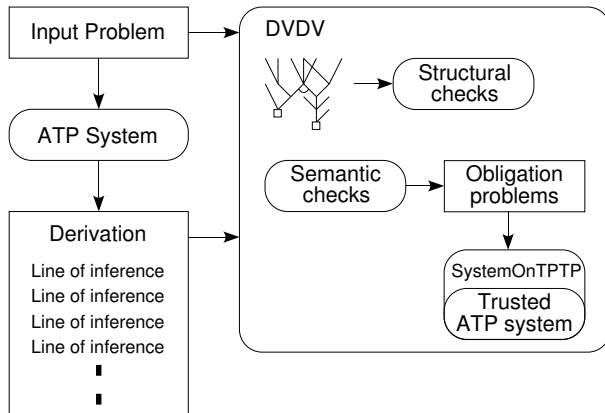 Input Problem
ATP System
Derivation
Line of inference
Line of inference
Line of inference
Line of inference
DVDV
Structural
checks
Semantic
checks
Obligation
problems
SystemOnTPTP
Trusted
ATP system